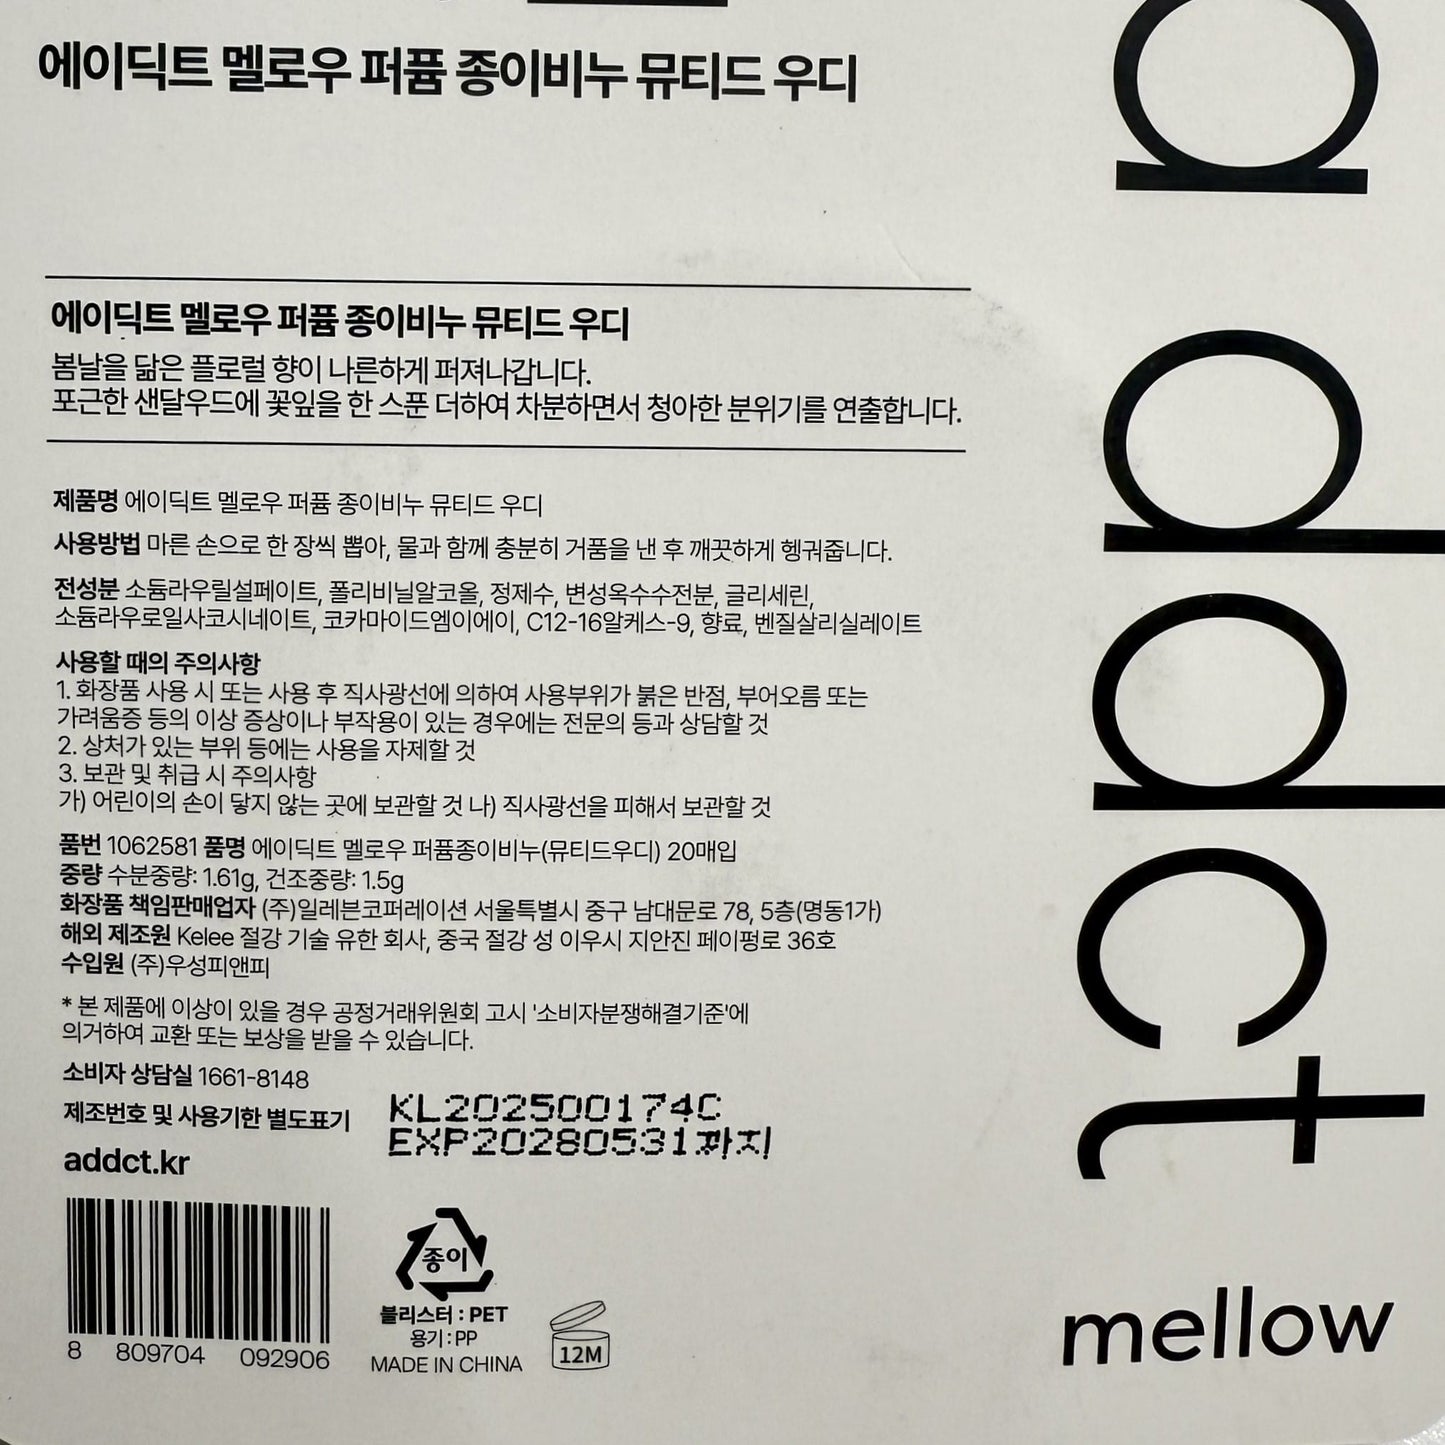 에이딕트 멜로우 퍼퓸 종이비누 뮤티드 우디
에이딕트 멜로우 퍼퓸 종이비누 뮤티드 우디
봄날을 닮은 플로럴 향이 나른하게 퍼져나갑니다.
포근한 샌달우드에 꽃잎을 한 스푼 더하여 차분하면서 청아한 분위기를 연출합니다.
제품명 에이딕트 멜로우 퍼퓸 종이비누 뮤티드 우디
사용방법 마른 손으로 한 장씩 뽑아, 물과 함께 충분히 거품을 낸 후 깨끗하게 헹궈줍니다.
전성분 소듐라우릴설페이트, 폴리비닐알코올, 정제수, 변성옥수수전분, 글리세린,
소듐라우로일사코시네이트, 코카마이드엠이에이, C12-16알케스-9, 향료, 벤질살리실레이트
사용할 때의 주의사항
1. 화장품 사용 시 또는 사용 후 직사광선에 의하여 사용부위가 붉은 반점, 부어오름 또는
가려움증 등의 이상 증상이나 부작용이 있는 경우에는 전문의 등과 상담할 것
2. 상처가 있는 부위 등에는 사용을 자제할 것
3. 보관 및 취급 시 주의사항
가) 어린이의 손이 닿지 않는 곳에 보관할 것 나) 직사광선을 피해서 보관할 것
품번 1062581 품명 에이딕트 멜로우 퍼퓸종이비누(뮤티드우디) 20매입
중량 수분중량: 1.61g, 건조중량: 1.5g
화장품 책임판매업자 (주)일레븐코퍼레이션 서울특별시 중구 남대문로 78, 5층(명동1가)
해외 제조원 Kelee 절강 기술 유한 회사, 중국 절강 성 이우시 지안진 페이펑로 36호
수입원 (주)우성피앤피
* 본 제품에 이상이 있을 경우 공정거래위원회 고시 '소비자분쟁해결기준'에
의거하여 교환 또는 보상을 받을 수 있습니다.
소비자 상담실 1661-8148
제조번호 및 사용기한 별도표기
KL202500174C
EXP20280531까지
addct.kr
8 809704 092906
종이
블리스터 : PET
용기 : PP
MADE IN CHINA
12M
addct
mellow